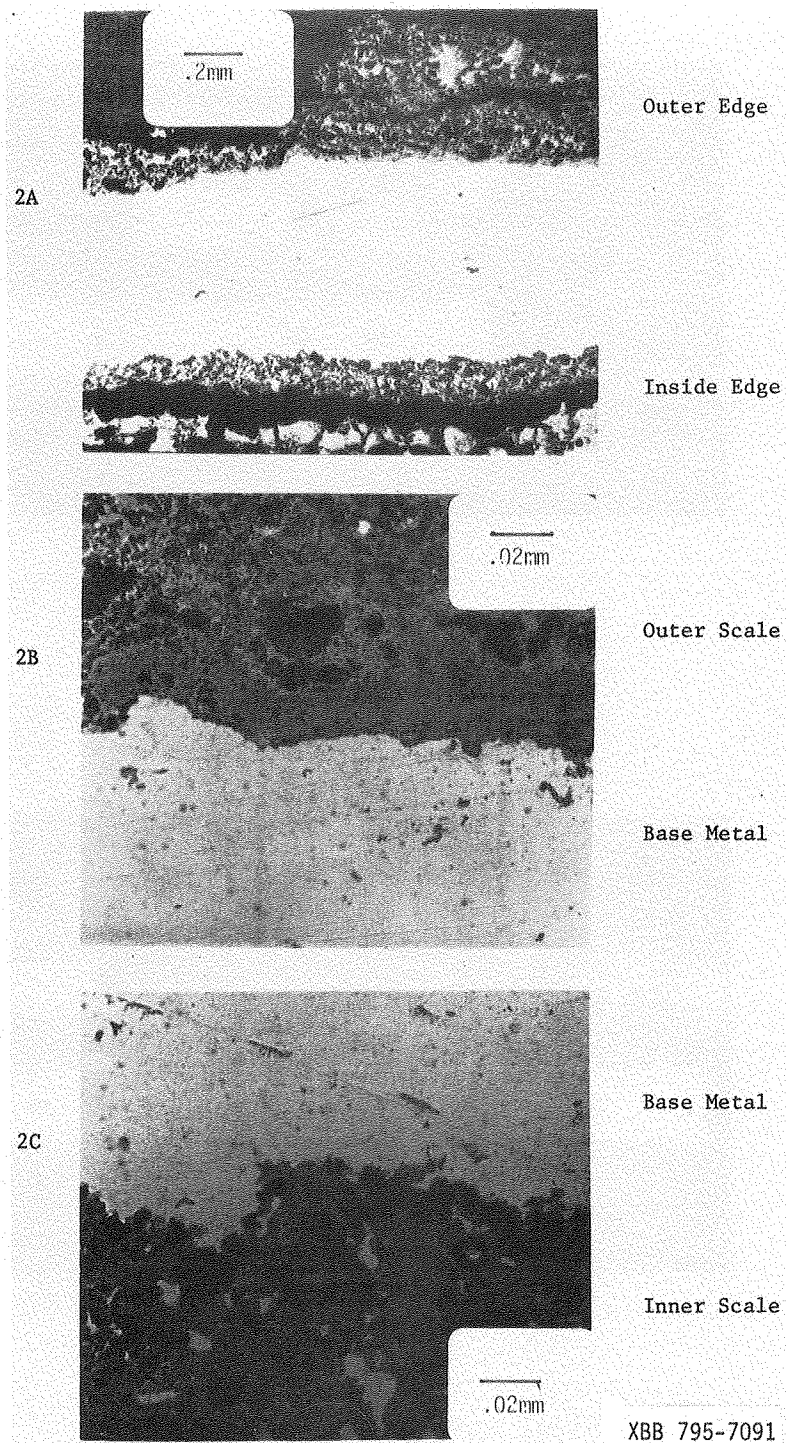 .2mm
Outer Edge
2A
Inside Edge
.02mm
Outer Scale
2B
Base Metal
Base Metal
2C
Inner Scale
.02mm
XBB 795-7091